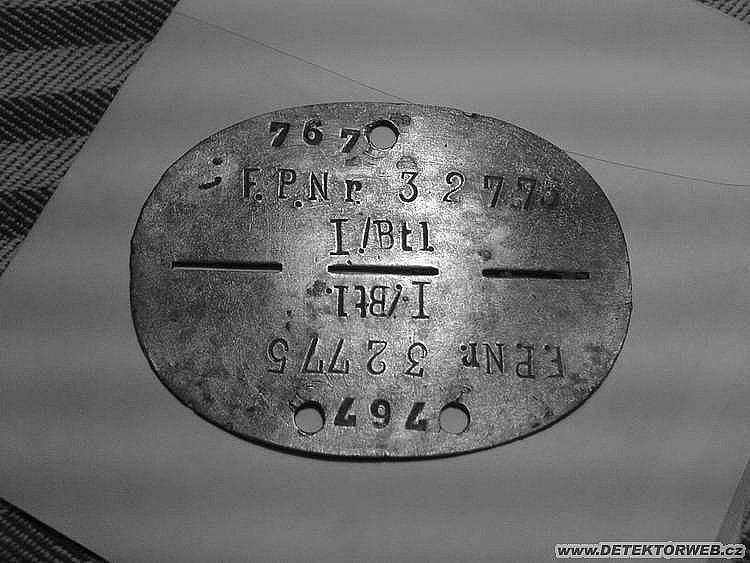 767
F.P.Nr. 32775
I./Btl.
I./Btl.
F.P.Nr. 32775
767
www.DETEKTORWEB.cz